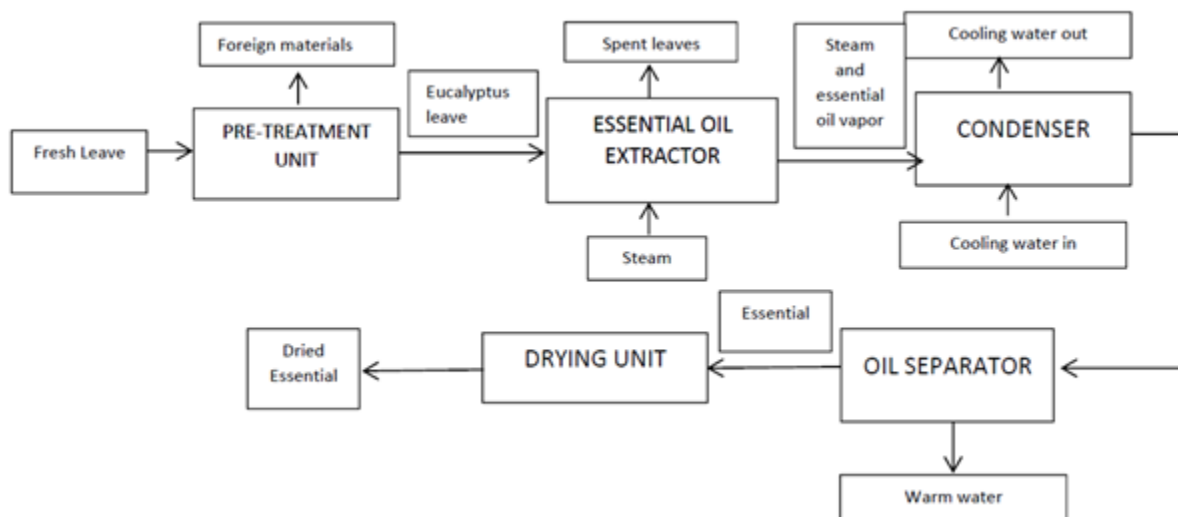 Foreign materials
Spent leaves
Steam
and
essential
oil vapor
Cooling water out
Eucalyptus
leave
Fresh Leave
PRE-TREATMENT
UNIT
ESSENTIAL OIL
EXTRACTOR
CONDENSER
Steam
Cooling water in
Essential
Dried
Essential
DRYING UNIT
OIL SEPARATOR
Warm water